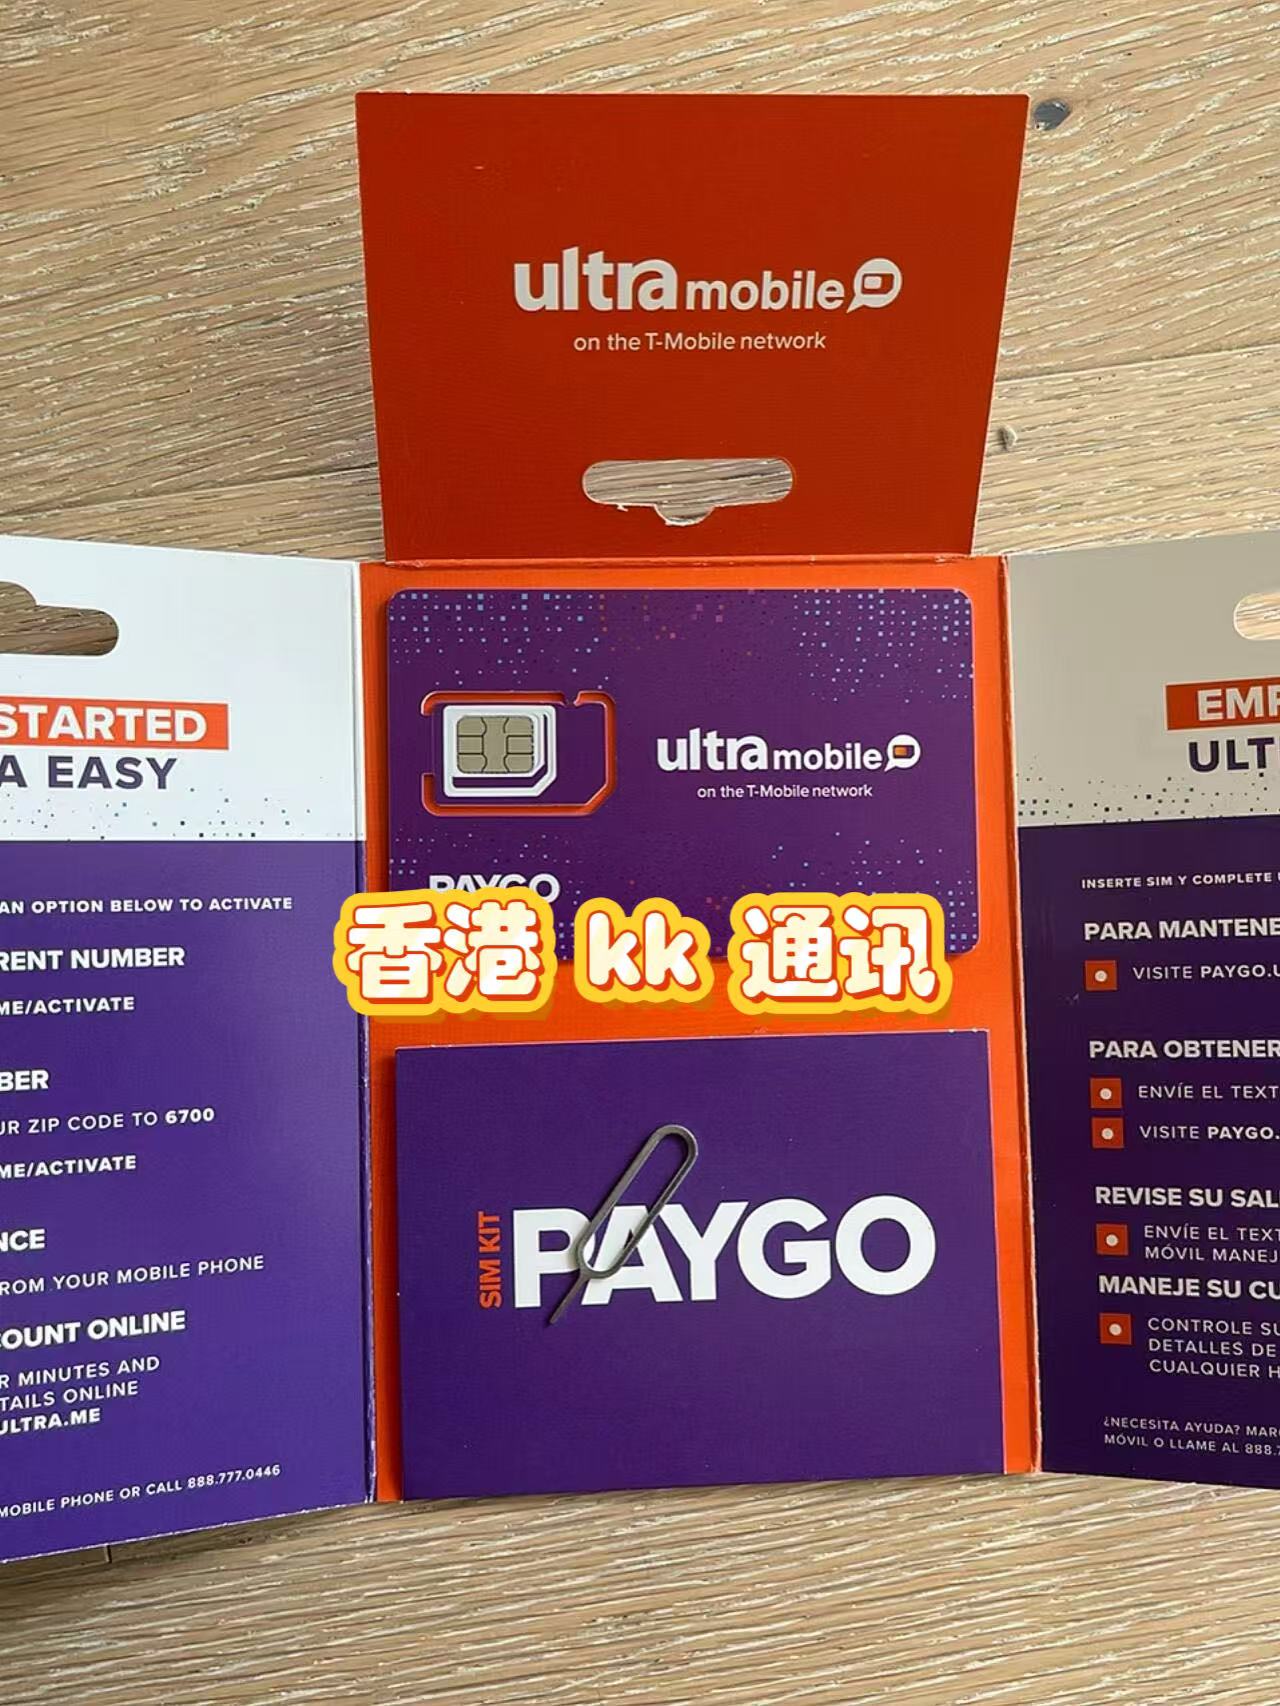 ultra mobile
on the T-Mobile network
STARTED
A EASY
AN OPTION BELOW TO ACTIVATE
RENT NUMBER
ME/ACTIVATE
BER
UR ZIP CODE TO 6700
ME/ACTIVATE
NCE
ROM YOUR MOBILE PHONE
COUNT ONLINE
R MINUTES AND
TAILS ONLINE
ULTRA.ME
MOBILE PHONE OR CALL 888.777.0446
ultra mobile
on the T-Mobile network
PAYGO
香港 kk 通讯
SIM KIT
PAYGO
EMP
ULT
INSERTE SIM Y COMPLETE
PARA MANTENE
VISITE PAYGO.U
PARA OBTENER
ENVÍE EL TEXT
VISITE PAYGO.
REVISE SU SAL
ENVÍE EL TEXT
MÓVIL MANEJ
MANEJE SU CU
CONTROLE SU
DETALLES DE
CUALQUIER H
¿NECESITA AYUDA? MAR
MÓVIL O LLAME AL 888.7